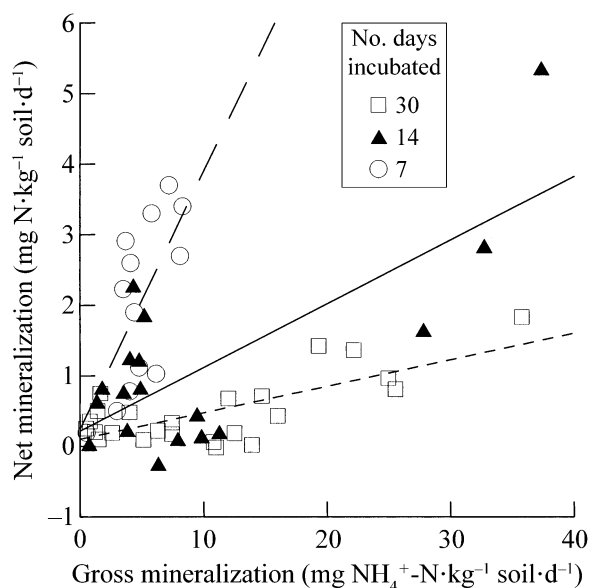 6
5
4
3
2
1
0
−1
Net mineralization (mg N·kg⁻¹ soil·d⁻¹)
No. days
incubated
30
14
7
0 10 20 30 40
Gross mineralization (mg NH₄⁺-N·kg⁻¹ soil·d⁻¹)